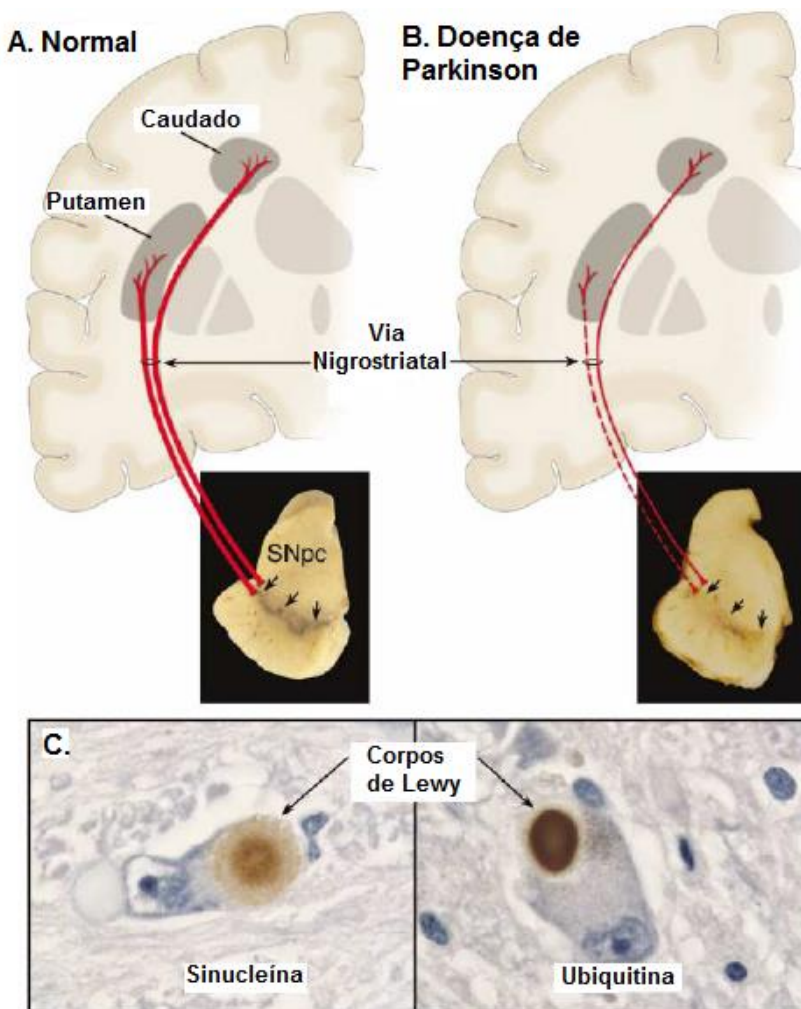 A. Normal
B. Doença de
Parkinson
Caudado
Putamen
Via
Nigrostriatal
SNpc
C.
Corpos
de Lewy
Sinucleína
Ubiquitina